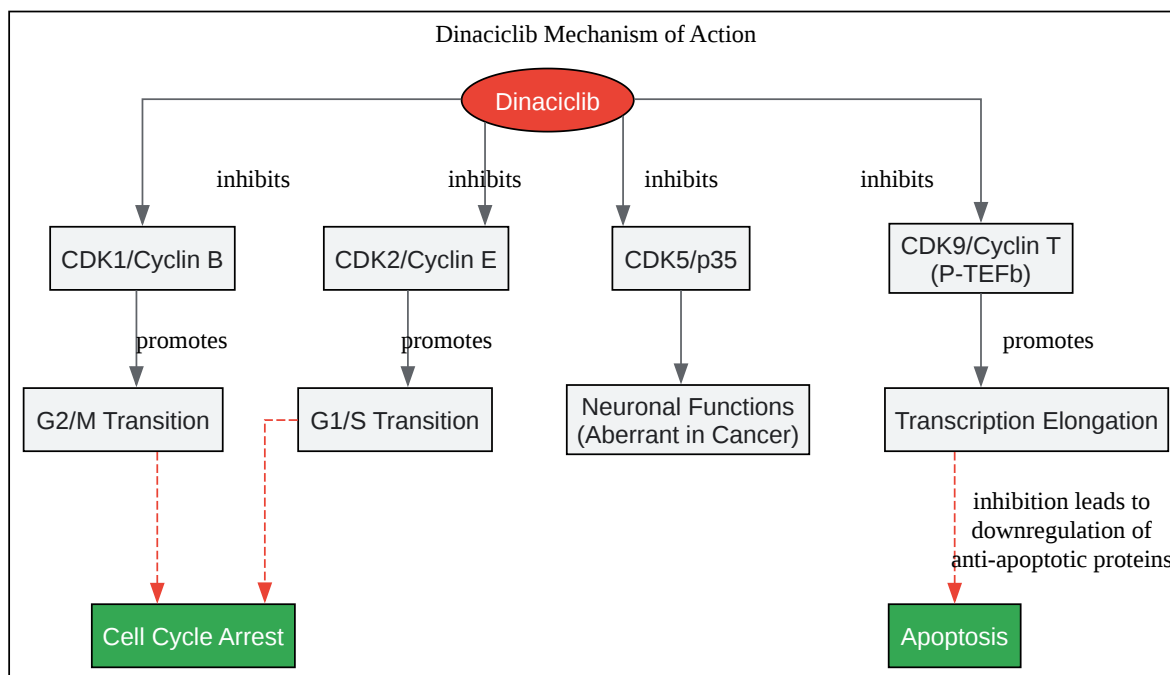 Dinaciclib Mechanism of Action
Dinaciclib
inhibits
inhibits
inhibits
inhibits
CDK1/Cyclin B
CDK2/Cyclin E
CDK5/p35
CDK9/Cyclin T
(P-TEFb)
promotes
promotes
promotes
G2/M Transition
G1/S Transition
Neuronal Functions
(Aberrant in Cancer)
Transcription Elongation
inhibition leads to
downregulation of
anti-apoptotic proteins
Cell Cycle Arrest
Apoptosis